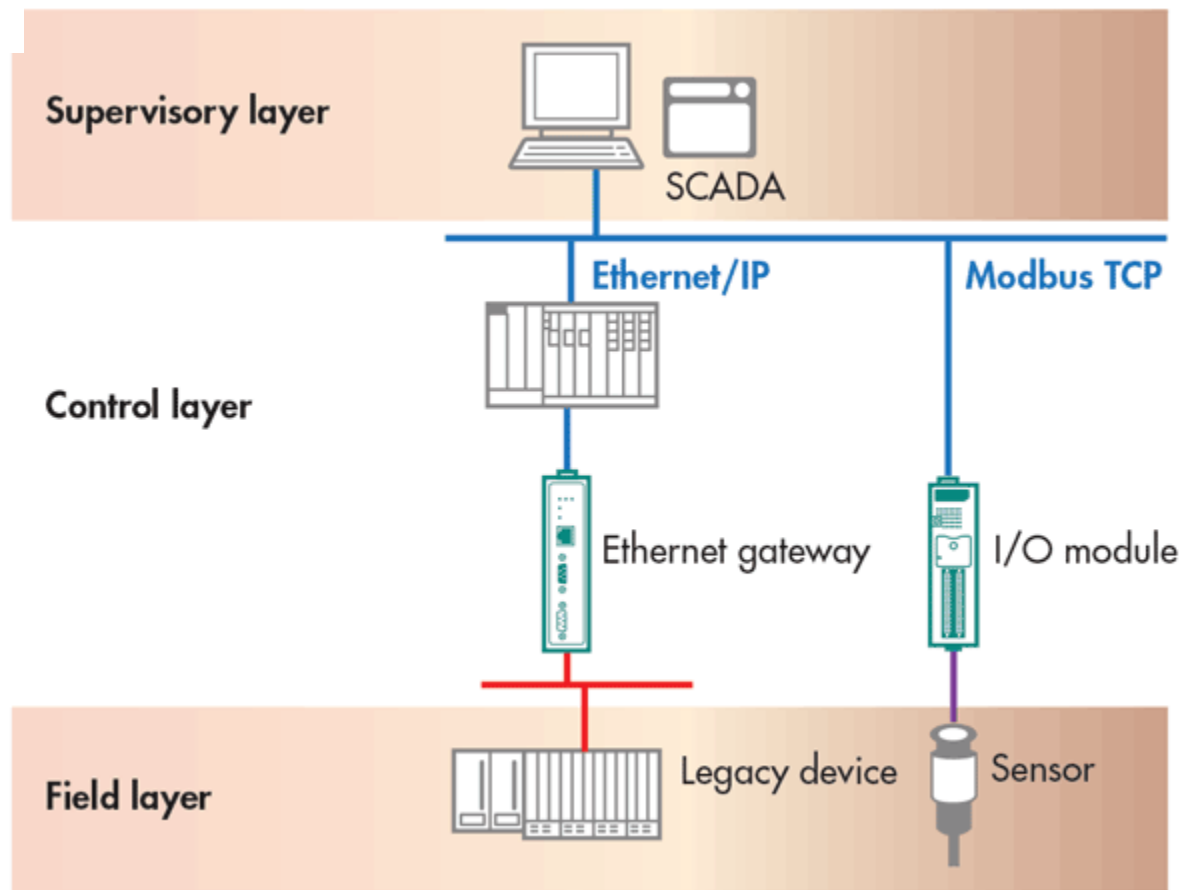 Supervisory layer
SCADA
Ethernet/IP
Modbus TCP
Control layer
Ethernet gateway
I/O module
Legacy device
Sensor
Field layer